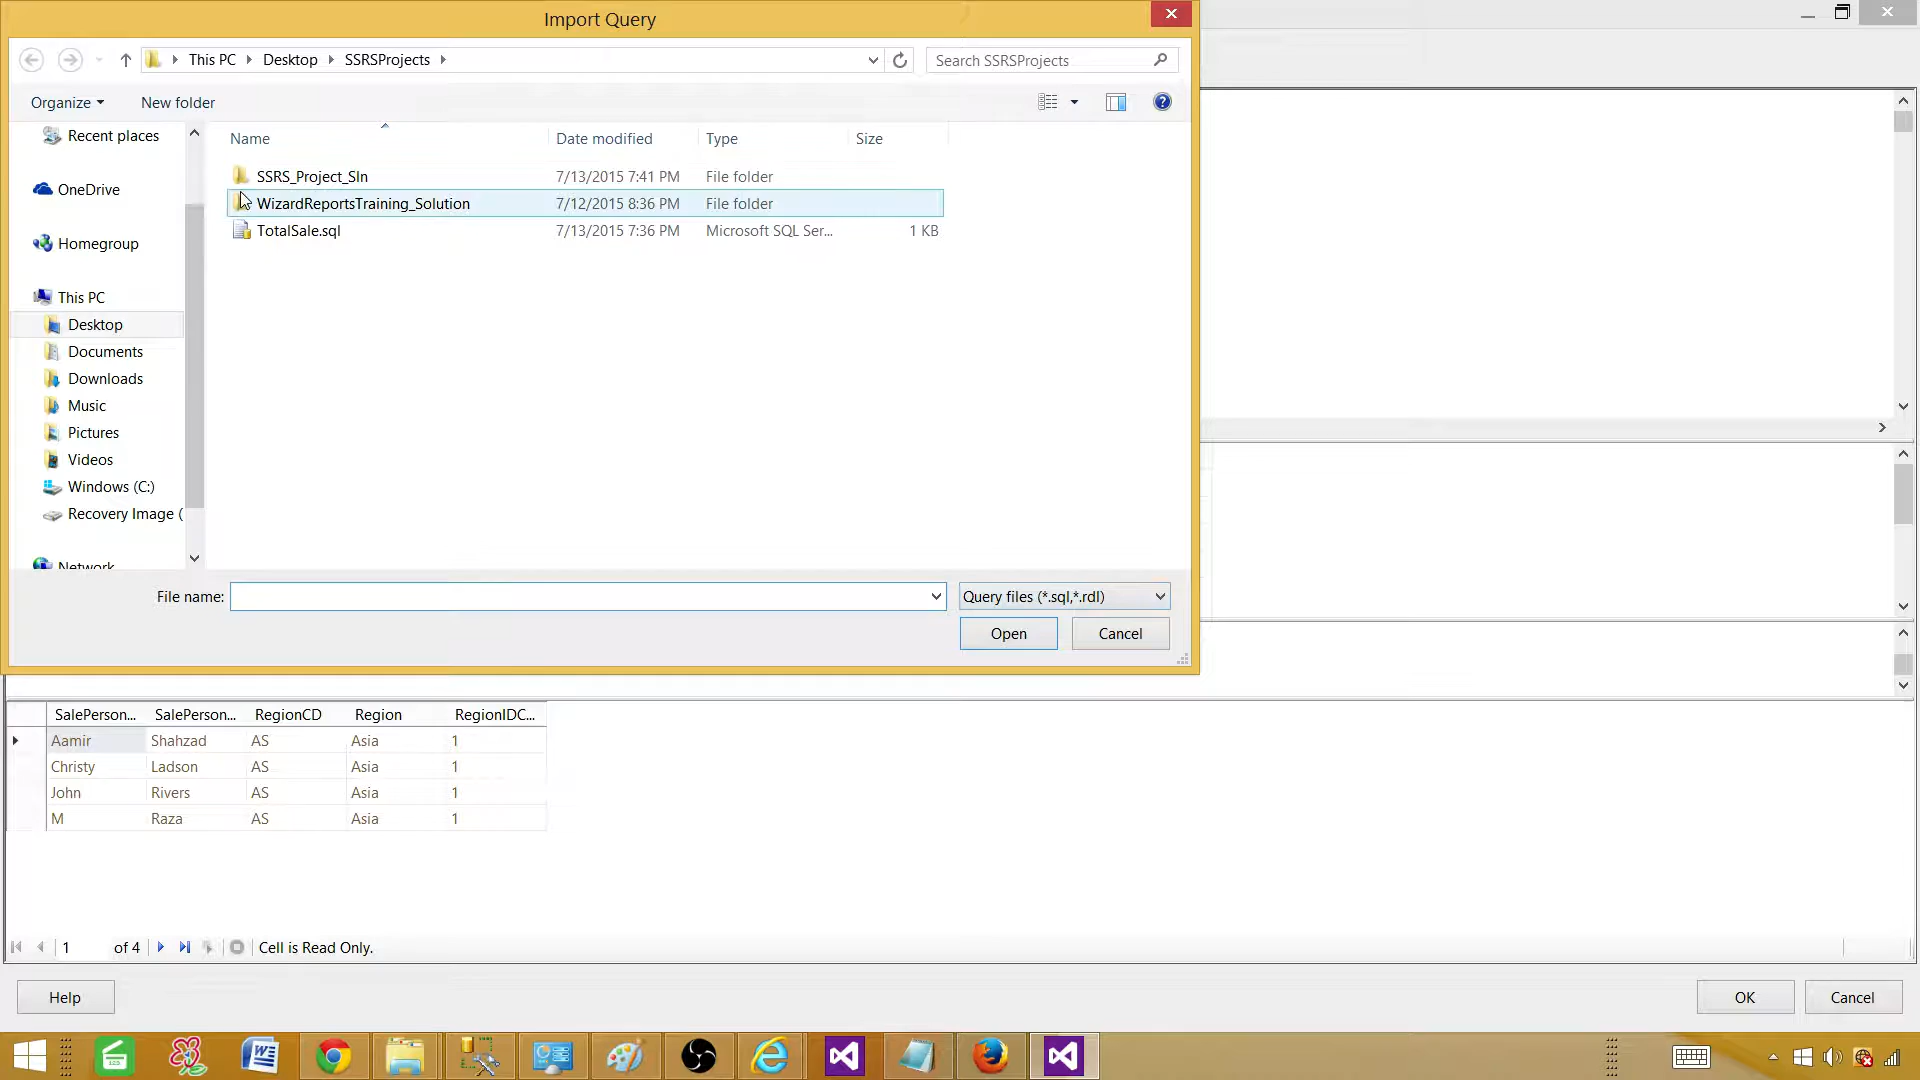 Import Query
This PC Desktop SSRSProjects
Search SSRSProjects
Organize New folder
Name Date modified Type Size
SSRS_Project_Sln 7/13/2015 7:41 PM File folder
WizardReportsTraining_Solution 7/12/2015 8:36 PM File folder
TotalSale.sql 7/13/2015 7:36 PM Microsoft SQL Ser... 1 KB
Recent places
OneDrive
Homegroup
This PC
Desktop
Documents
Downloads
Music
Pictures
Videos
Windows (C:)
Recovery Image (
Network
File name: Query files (*.sql,*.rdl)
Open Cancel
SalePerson... SalePerson... RegionCD Region RegionIDC...
Aamir Shahzad AS Asia 1
Christy Ladson AS Asia 1
John Rivers AS Asia 1
M Raza AS Asia 1
1 of 4 Cell is Read Only.
Help OK Cancel